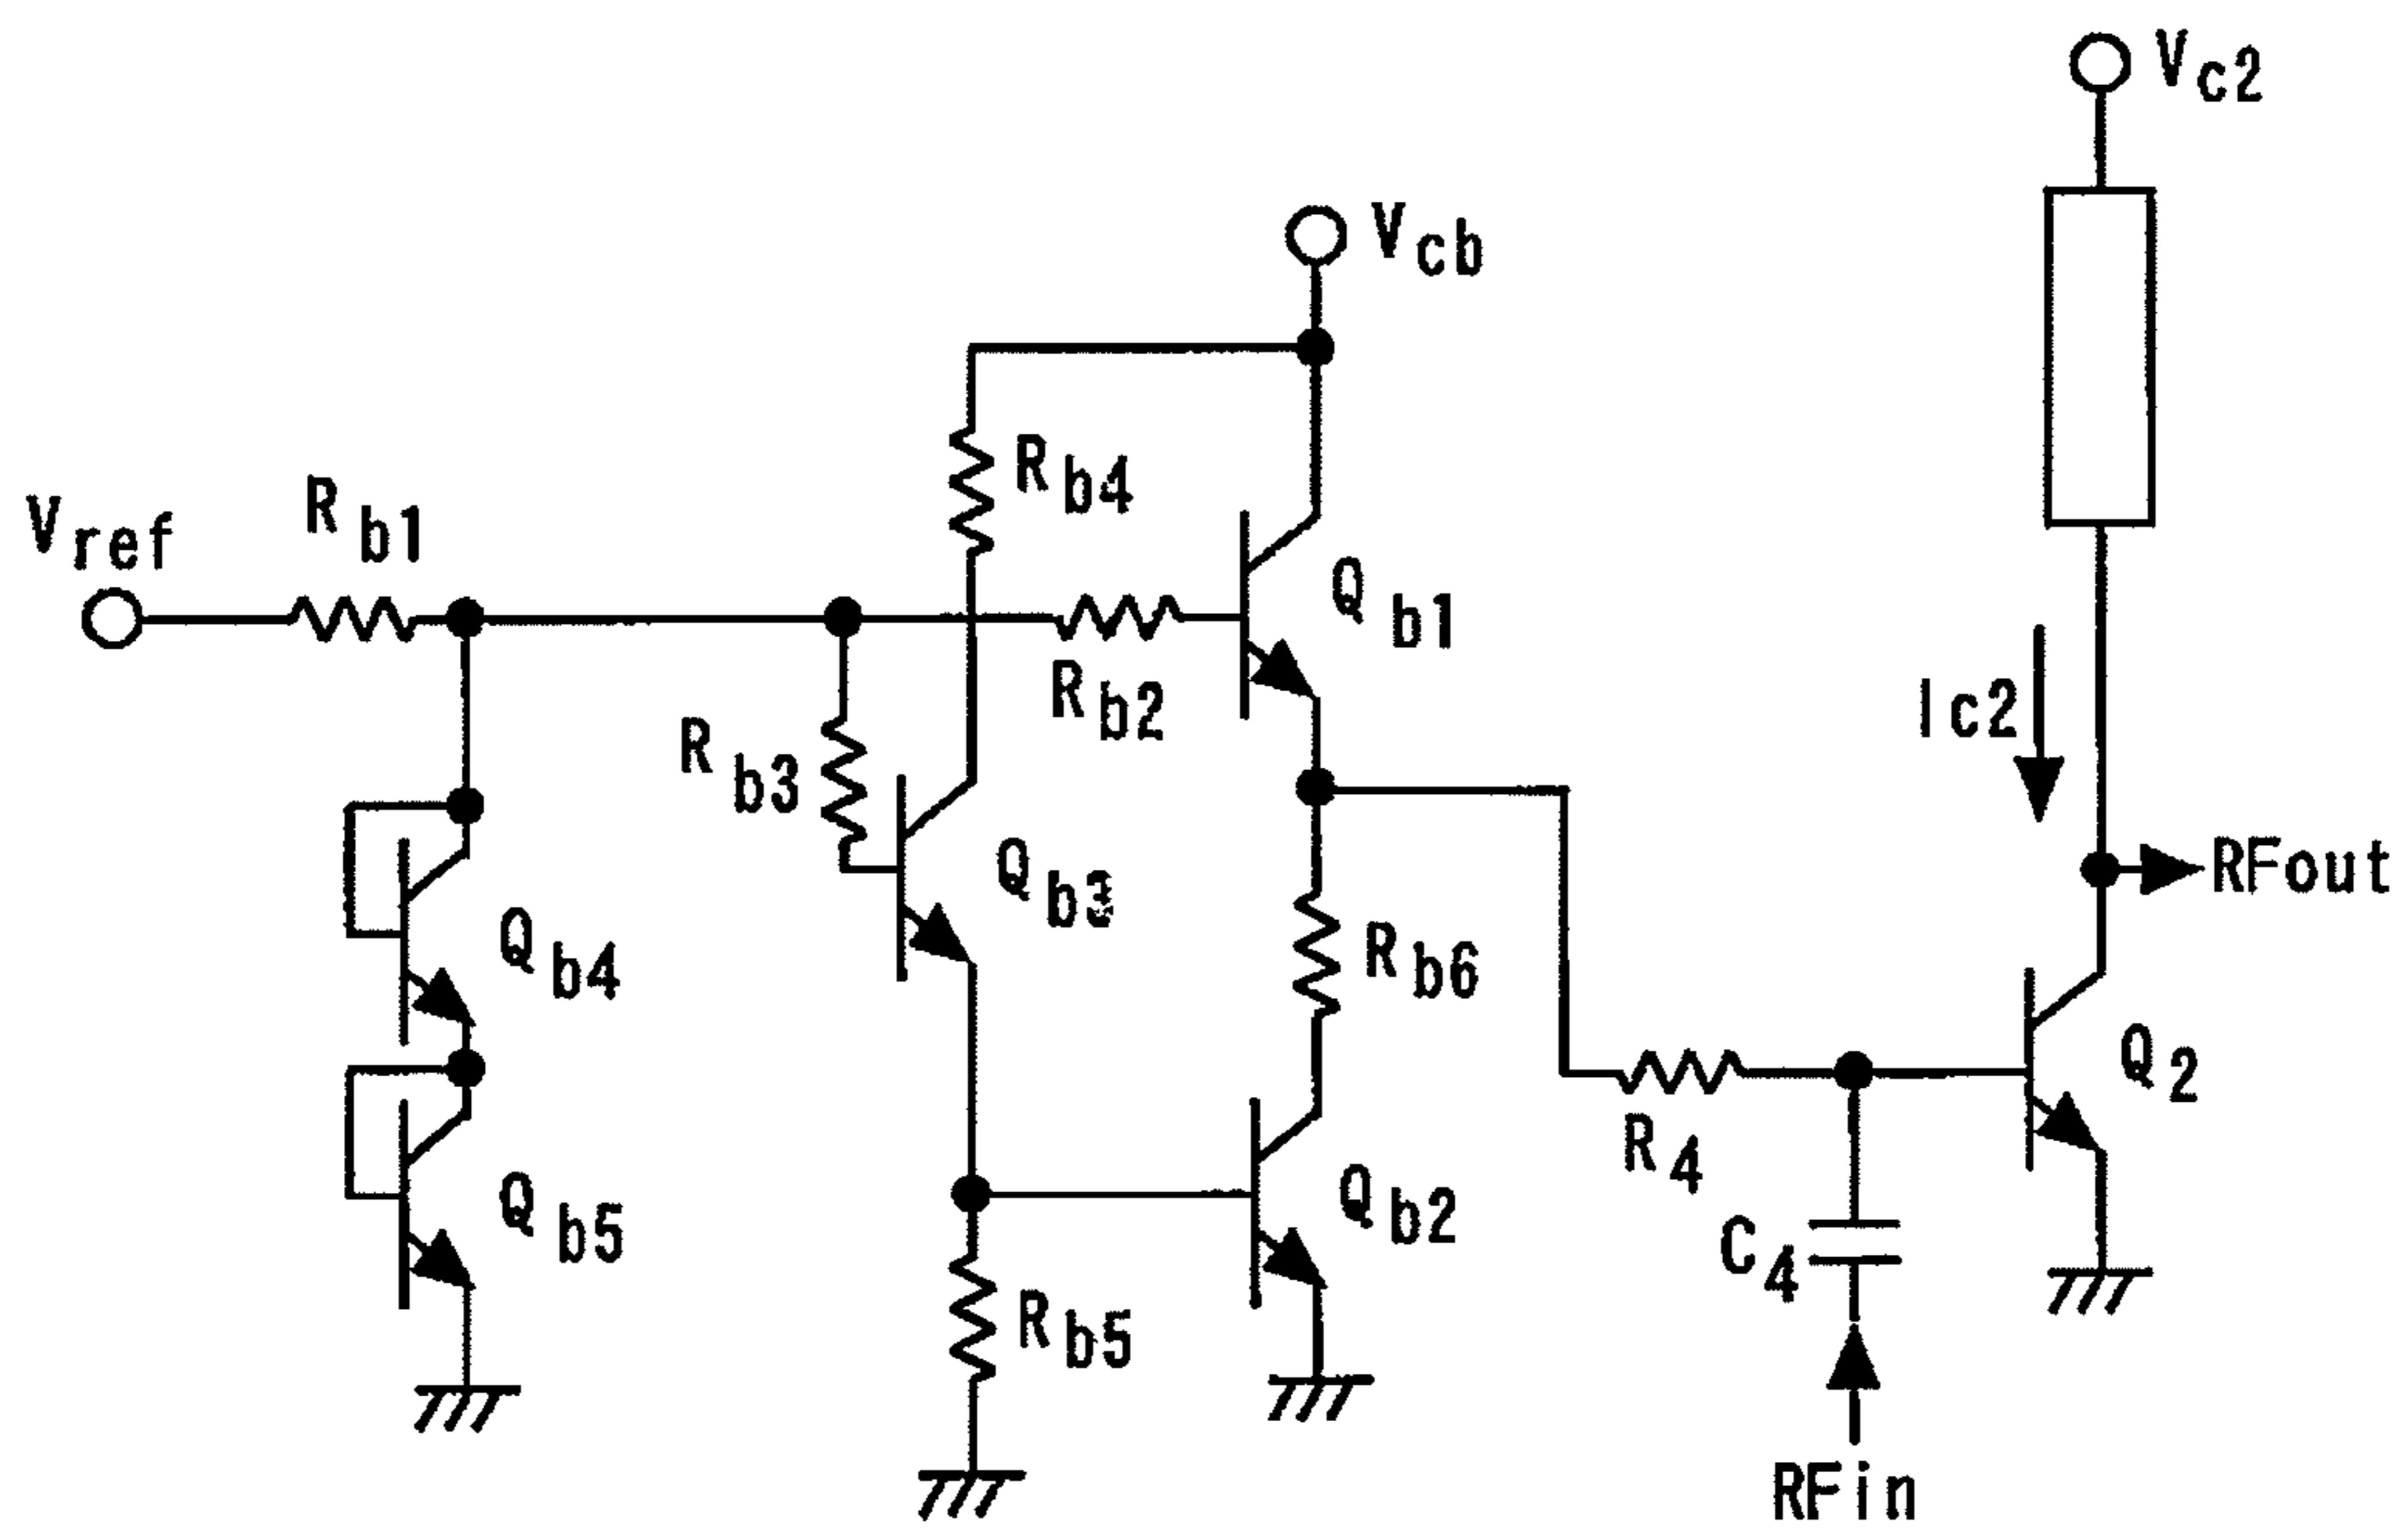 Vc2
Vcb
Rb4
Vref
Rb1
Qb1
Rb2
Ic2
Rb3
Qb3
RFout
Qb4
Rb6
Q2
R4
Qb5
Qb2
C4
Rb5
RFin